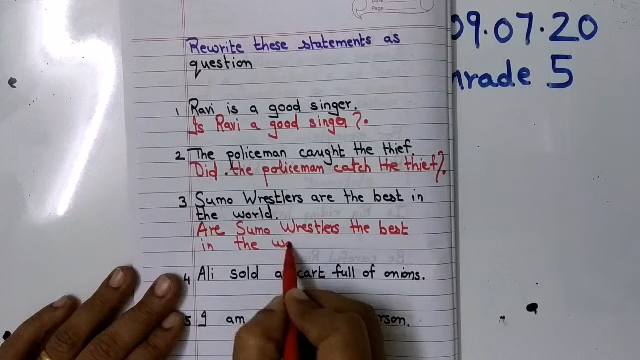 09.07.20
Grade 5
Rewrite these statements as
question
1 Ravi is a good singer.
Is Ravi a good singer?.
2 The policeman caught the thief
Did . the policeman catch the thief?.
3 Sumo Wrestlers are the best in
the world.
Are Sumo Wrestlers the best
in the wo
4 Ali sold a cart full of onions.
5 I am